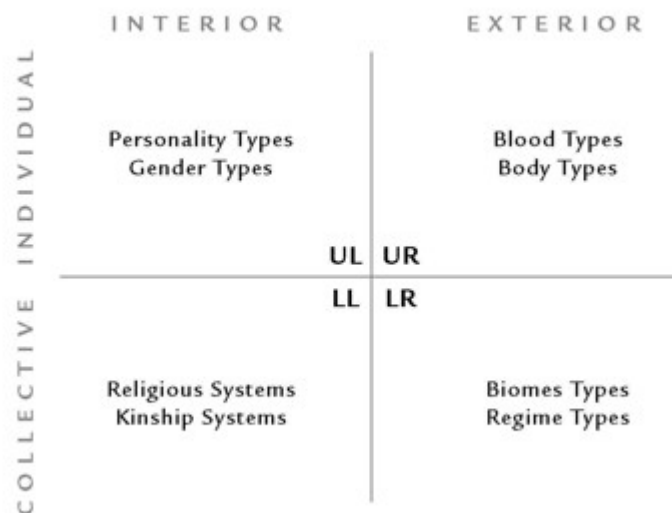 INTERIOR EXTERIOR
INDIVIDUAL
Personality Types
Gender Types
Blood Types
Body Types
UL UR
LL LR
COLLECTIVE
Religious Systems
Kinship Systems
Biomes Types
Regime Types